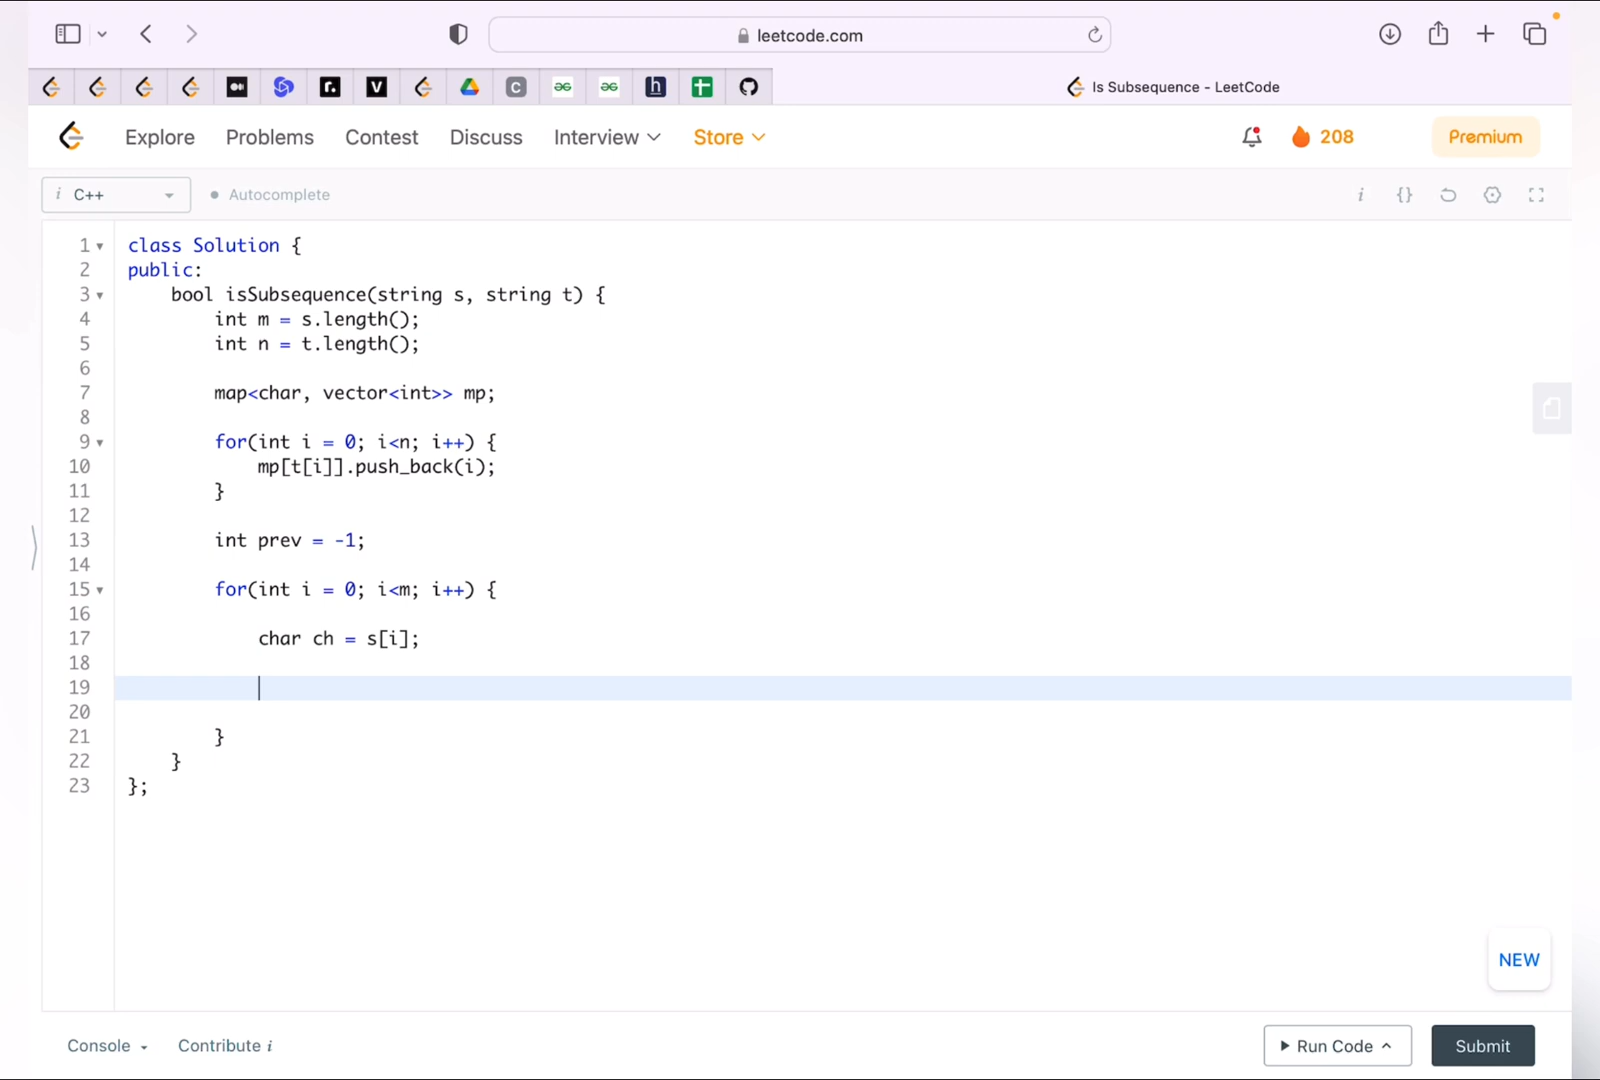 leetcode.com
Is Subsequence - LeetCode
Explore Problems Contest Discuss Interview Store 208 Premium
i C++ Autocomplete i {}
1 class Solution {
2 public:
3     bool isSubsequence(string s, string t) {
4         int m = s.length();
5         int n = t.length();
6
7         map<char, vector<int>> mp;
8
9         for(int i = 0; i<n; i++) {
10             mp[t[i]].push_back(i);
11         }
12
13         int prev = -1;
14
15         for(int i = 0; i<m; i++) {
16
17             char ch = s[i];
18
19
20
21         }
22     }
23 };
NEW
Console Contribute i Run Code Submit